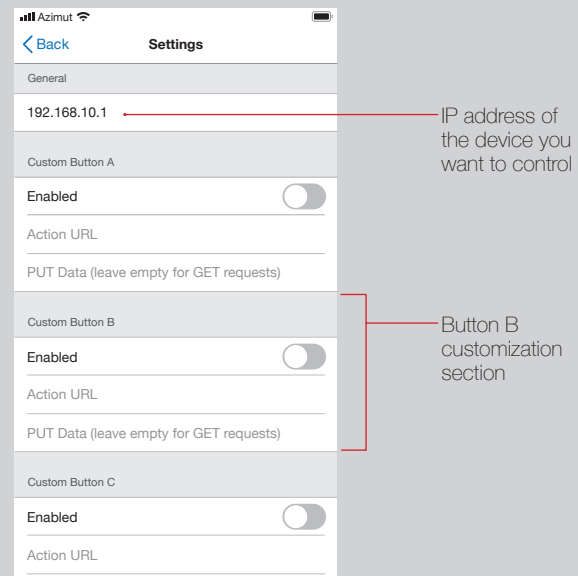 Azimut
Back
Settings
General
192.168.10.1
IP address of
the device you
want to control
Custom Button A
Enabled
Action URL
PUT Data (leave empty for GET requests)
Custom Button B
Enabled
Action URL
PUT Data (leave empty for GET requests)
Button B
customization
section
Custom Button C
Enabled
Action URL